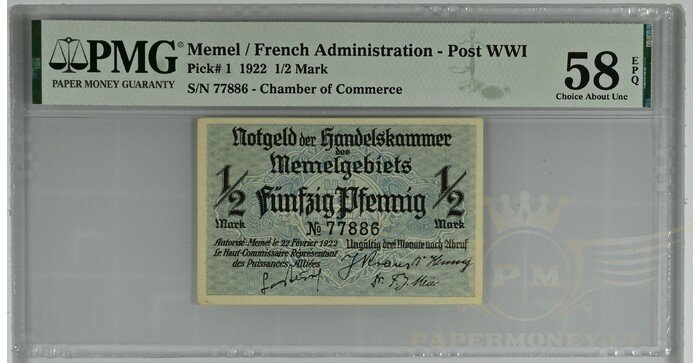 PMG
PAPER MONEY GUARANTY
Memel / French Administration - Post WWI
Pick# 1 1922 1/2 Mark
S/N 77886 - Chamber of Commerce
58
EPQ
Choice About Unc
Notgeld der Handelskammer
des
Memelgebiets
1/2
Mark
Fünfzig Pfennig
1/2
Mark
No 77886
Autorisé: Memel le 22 Février 1922
Le Haut-Commissaire Représentant
des Puissances Alliées
Ungültig drei Monate nach Abruf
PM
PAPERMONEY.LT